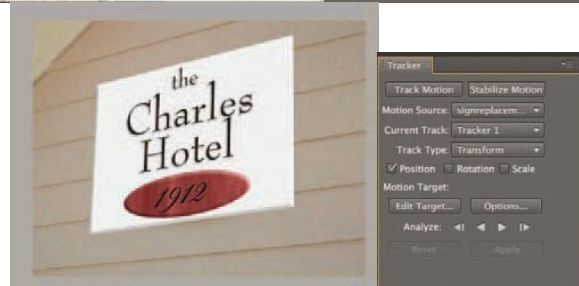 the
Charles
Hotel
1912
Tracker
Track Motion Stabilize Motion
Motion Source: signreplacem...
Current Track: Tracker 1
Track Type: Transform
Position Rotation Scale
Motion Target:
Edit Target... Options...
Analyze:
Reset Apply